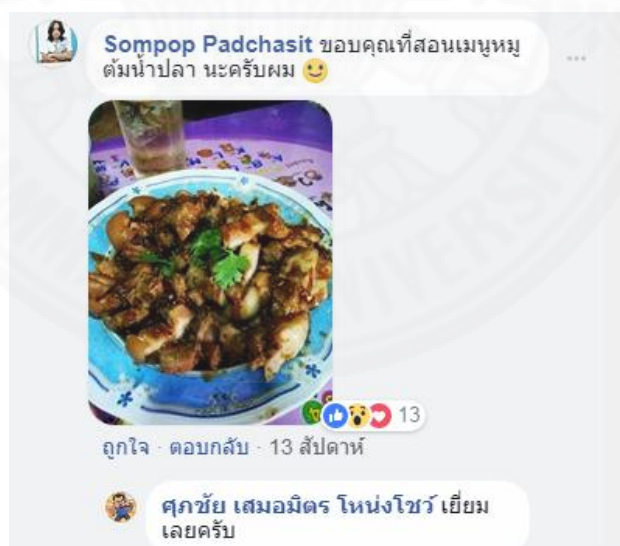 Sompop Padchasit ขอบคุณที่สอนเมนูหมู
ต้มน้ำปลา นะครับผม 🙂
13
ถูกใจ · ตอบกลับ · 13 สัปดาห์
ศุภชัย เสมอมิตร โหน่งโชว์ เยี่ยม
เลยครับ